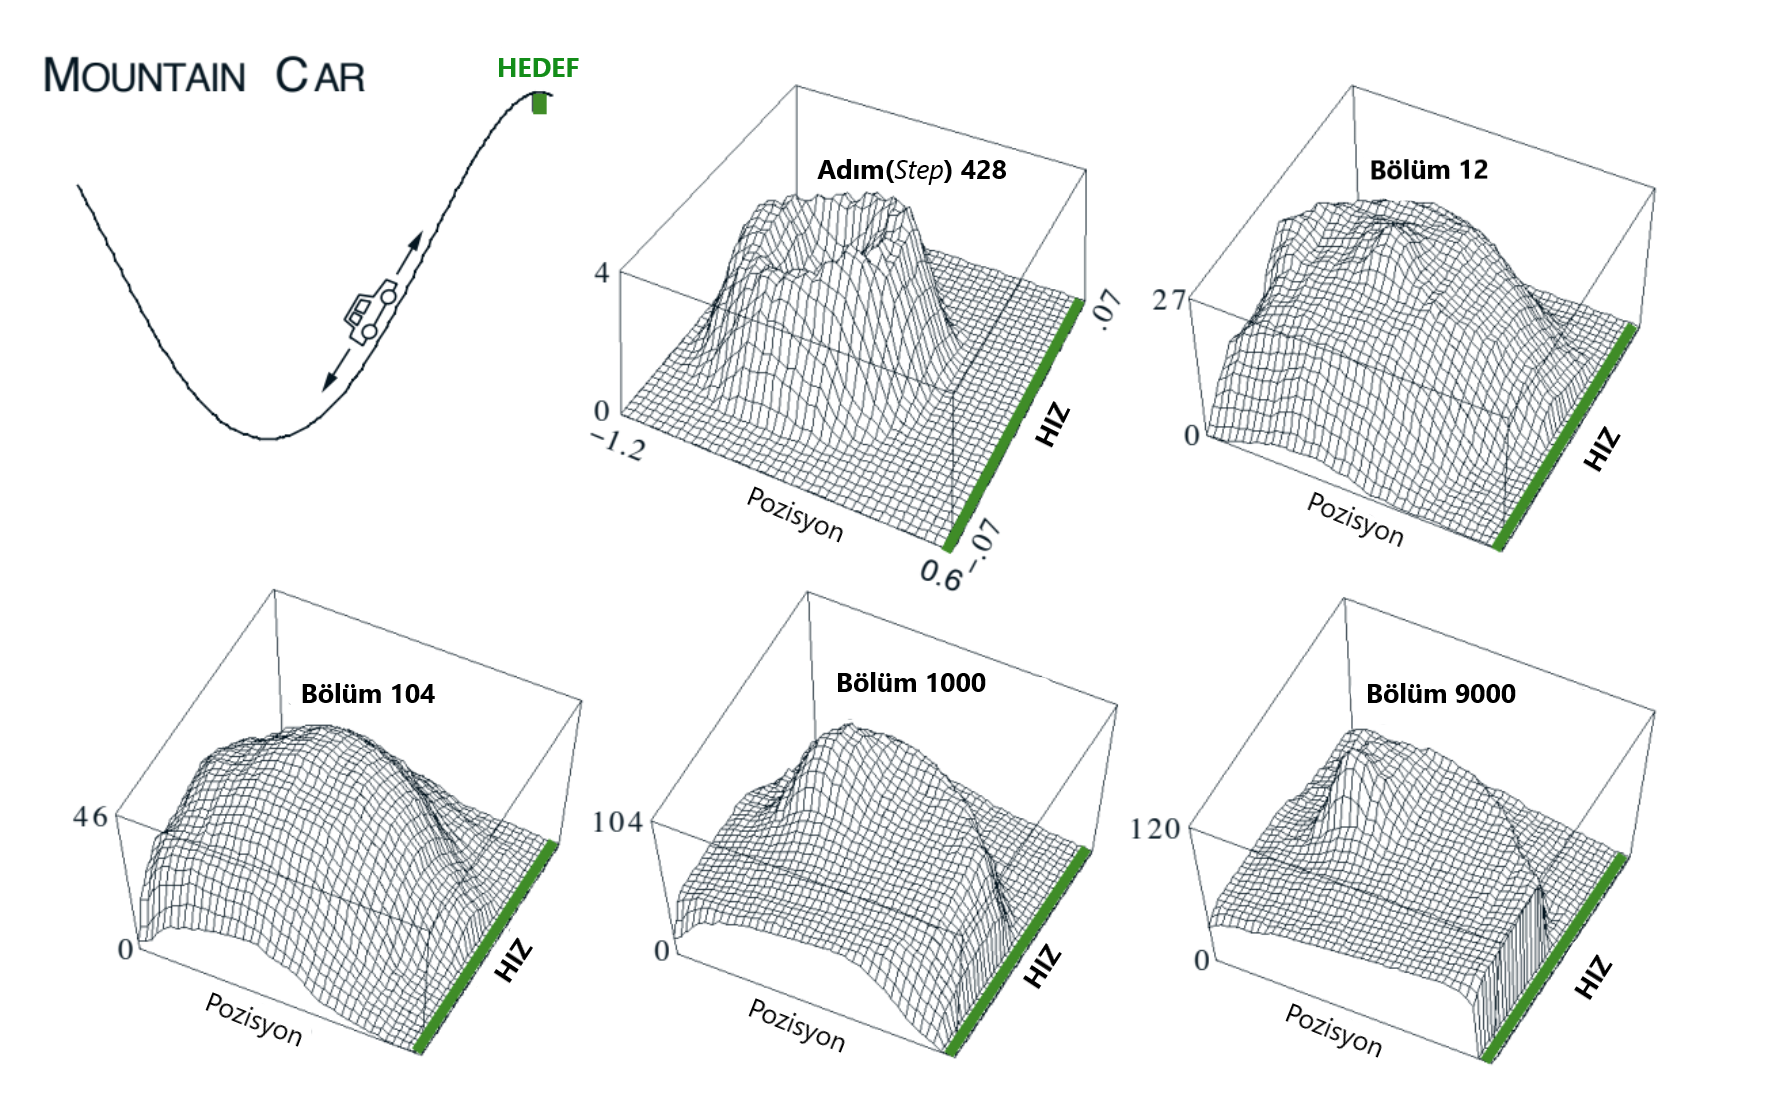 MOUNTAIN CAR
HEDEF
Adım(Step) 428
4
0
−1.2
Pozisyon
0.6
−.07
.07
HIZ
Bölüm 12
27
0
Pozisyon
HIZ
Bölüm 104
46
0
Pozisyon
HIZ
Bölüm 1000
104
0
Pozisyon
HIZ
Bölüm 9000
120
0
Pozisyon
HIZ